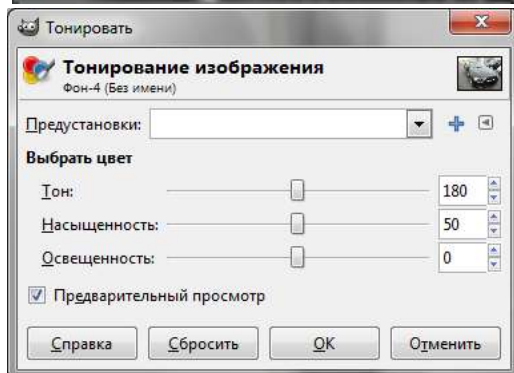 Тонировать
Тонирование изображения
Фон-4 (Без имени)
Предустановки:
Выбрать цвет
Тон: 180
Насыщенность: 50
Освещенность: 0
Предварительный просмотр
Справка Сбросить OK Отменить